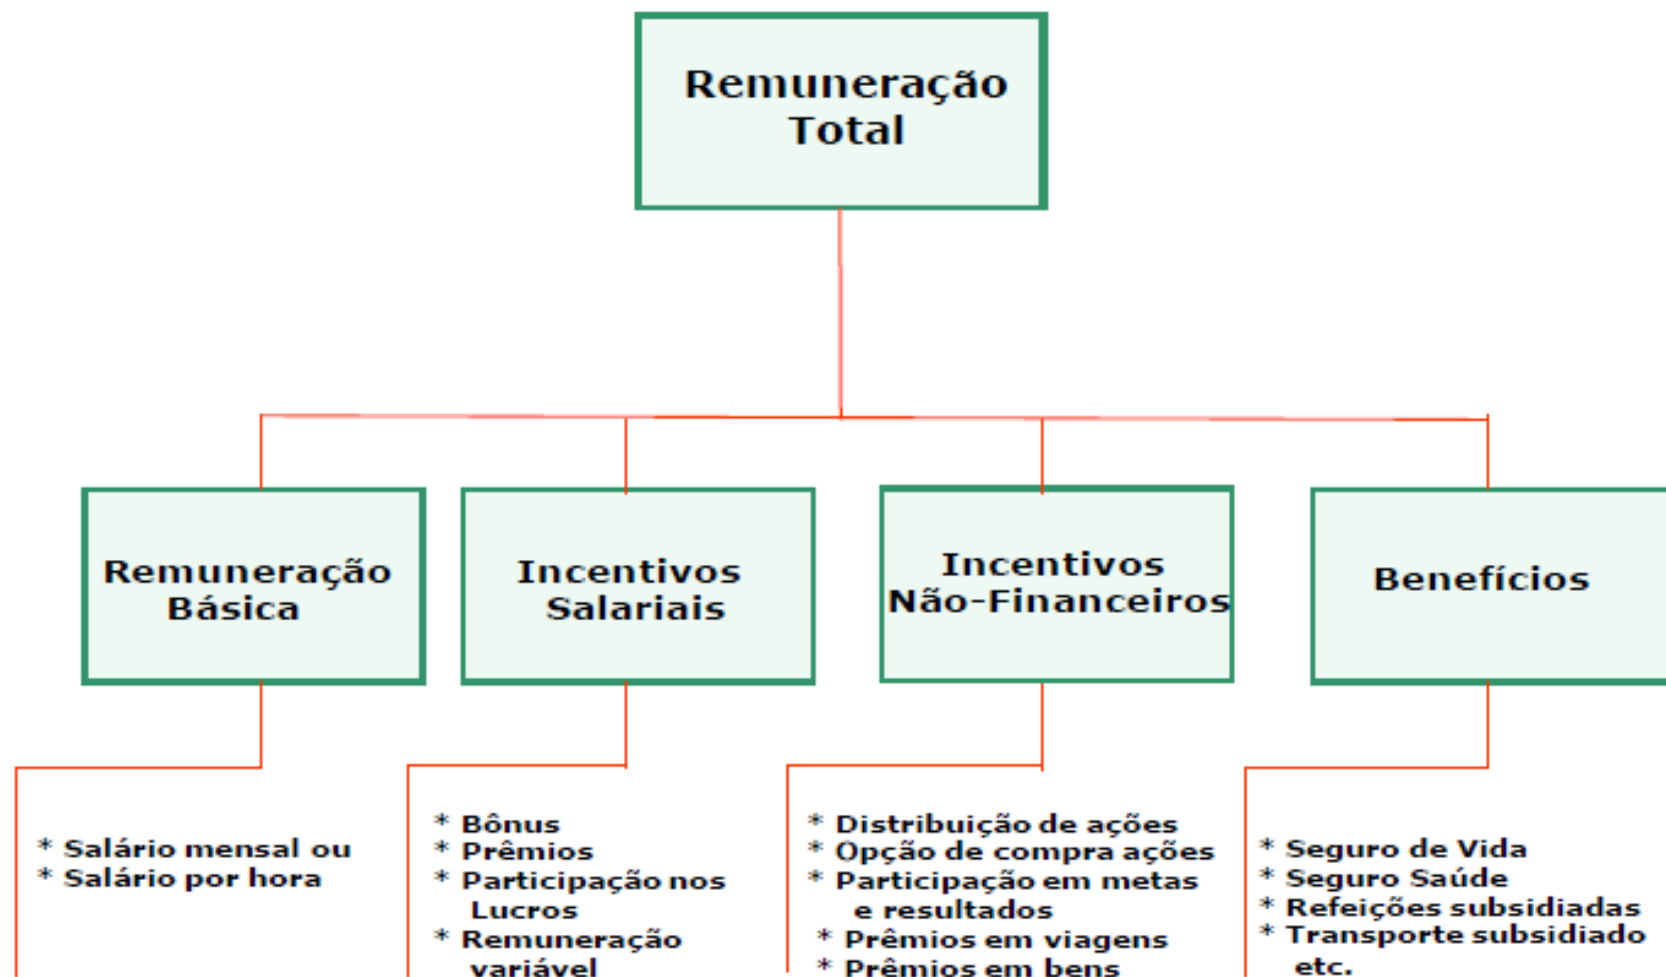 Remuneração
Total
Remuneração
Básica
Incentivos
Salariais
Incentivos
Não-Financeiros
Benefícios
* Salário mensal ou
* Salário por hora
* Bônus
* Prêmios
* Participação nos
Lucros
* Remuneração
variável
* Distribuição de ações
* Opção de compra ações
* Participação em metas
e resultados
* Prêmios em viagens
* Prêmios em bens
* Seguro de Vida
* Seguro Saúde
* Refeições subsidiadas
* Transporte subsidiado
etc.